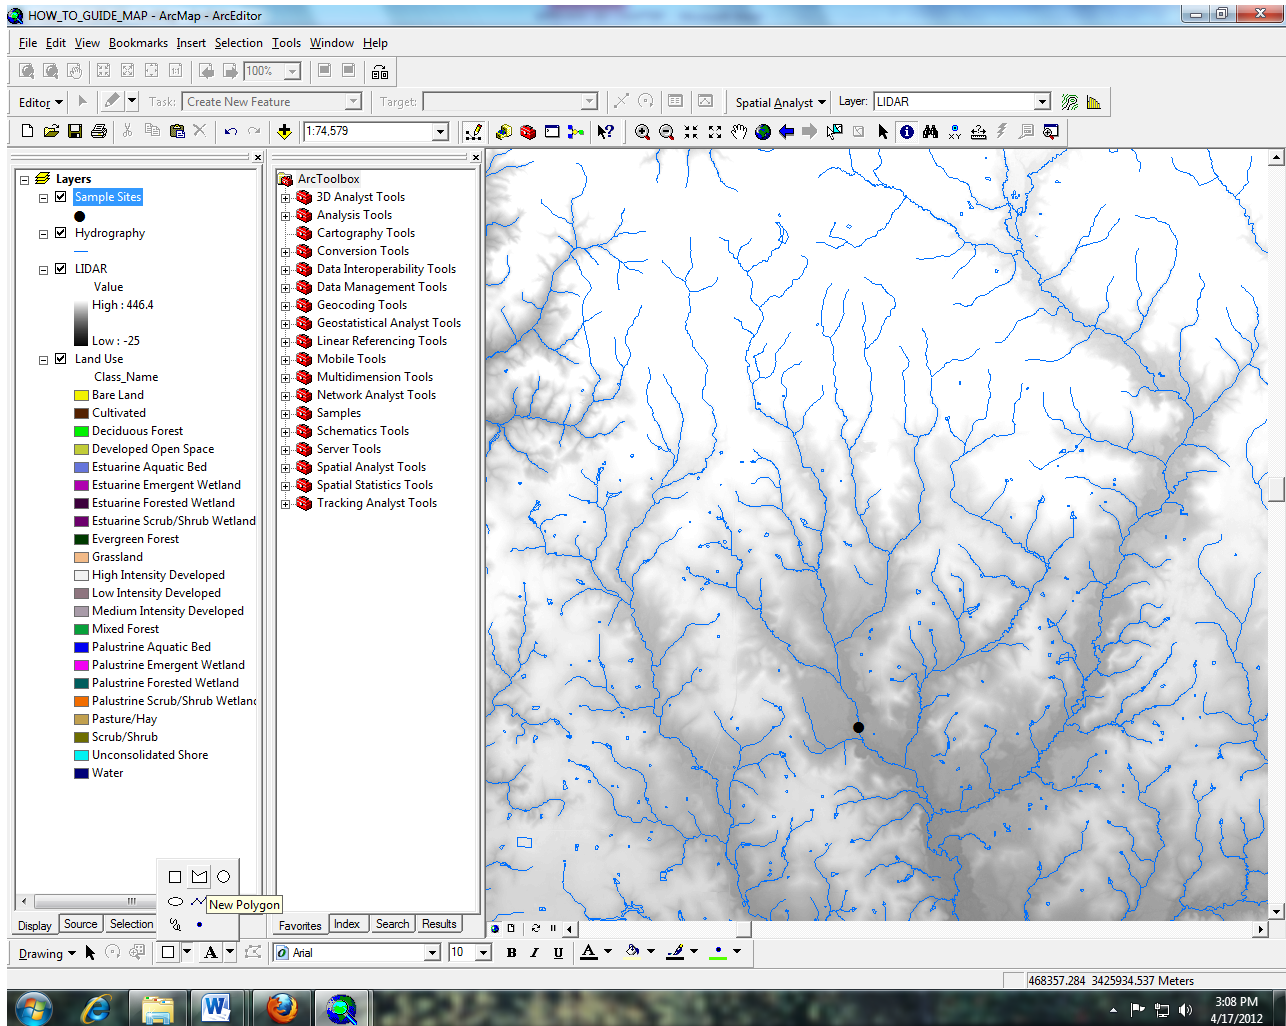 HOW_TO_GUIDE_MAP - ArcMap - ArcEditor
File Edit View Bookmarks Insert Selection Tools Window Help
100%
Editor Task: Create New Feature Target: Spatial Analyst Layer: LIDAR
1:74,579
Layers
Sample Sites
Hydrography
LIDAR
Value
High : 446.4
Low : -25
Land Use
Class_Name
Bare Land
Cultivated
Deciduous Forest
Developed Open Space
Estuarine Aquatic Bed
Estuarine Emergent Wetland
Estuarine Forested Wetland
Estuarine Scrub/Shrub Wetland
Evergreen Forest
Grassland
High Intensity Developed
Low Intensity Developed
Medium Intensity Developed
Mixed Forest
Palustrine Aquatic Bed
Palustrine Emergent Wetland
Palustrine Forested Wetland
Palustrine Scrub/Shrub Wetland
Pasture/Hay
Scrub/Shrub
Unconsolidated Shore
Water
New Polygon
Display Source Selection
ArcToolbox
3D Analyst Tools
Analysis Tools
Cartography Tools
Conversion Tools
Data Interoperability Tools
Data Management Tools
Geocoding Tools
Geostatistical Analyst Tools
Linear Referencing Tools
Mobile Tools
Multidimension Tools
Network Analyst Tools
Samples
Schematics Tools
Server Tools
Spatial Analyst Tools
Spatial Statistics Tools
Tracking Analyst Tools
Favorites Index Search Results
Drawing A Arial 10 B I U A
468357.284 3425934.537 Meters
3:08 PM
4/17/2012